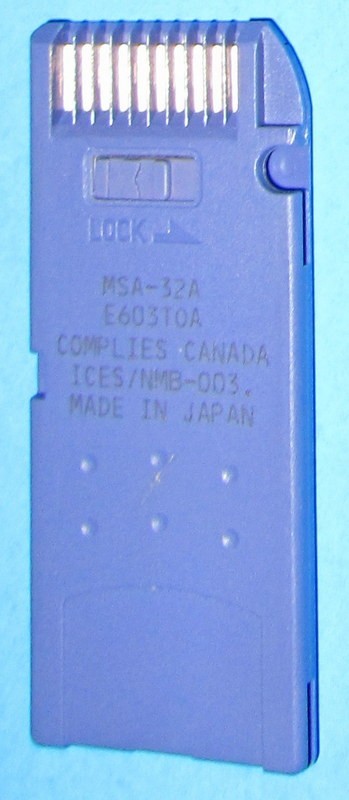 LOCK
MSA-32A
E603T0A
COMPLIES CANADA
ICES/NMB-003.
MADE IN JAPAN